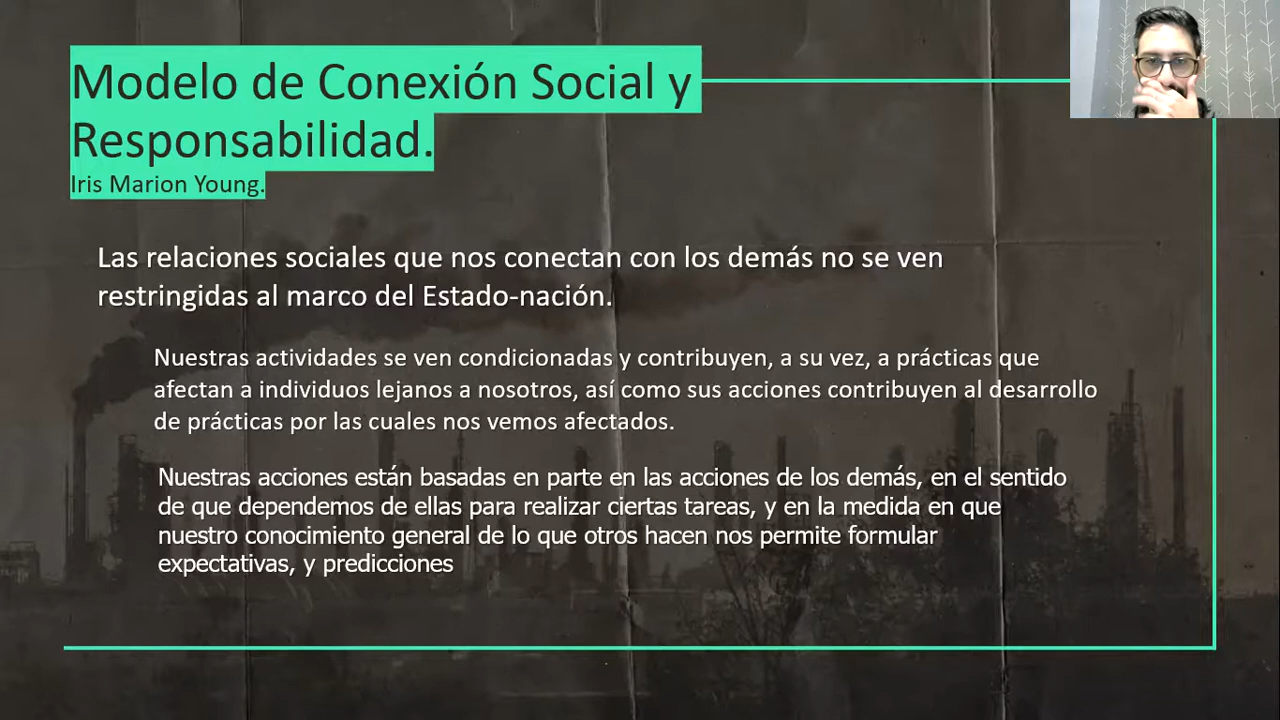 Modelo de Conexión Social y
Responsabilidad.
Iris Marion Young.
Las relaciones sociales que nos conectan con los demás no se ven
restringidas al marco del Estado-nación.
Nuestras actividades se ven condicionadas y contribuyen, a su vez, a prácticas que
afectan a individuos lejanos a nosotros, así como sus acciones contribuyen al desarrollo
de prácticas por las cuales nos vemos afectados.
Nuestras acciones están basadas en parte en las acciones de los demás, en el sentido
de que dependemos de ellas para realizar ciertas tareas, y en la medida en que
nuestro conocimiento general de lo que otros hacen nos permite formular
expectativas, y predicciones